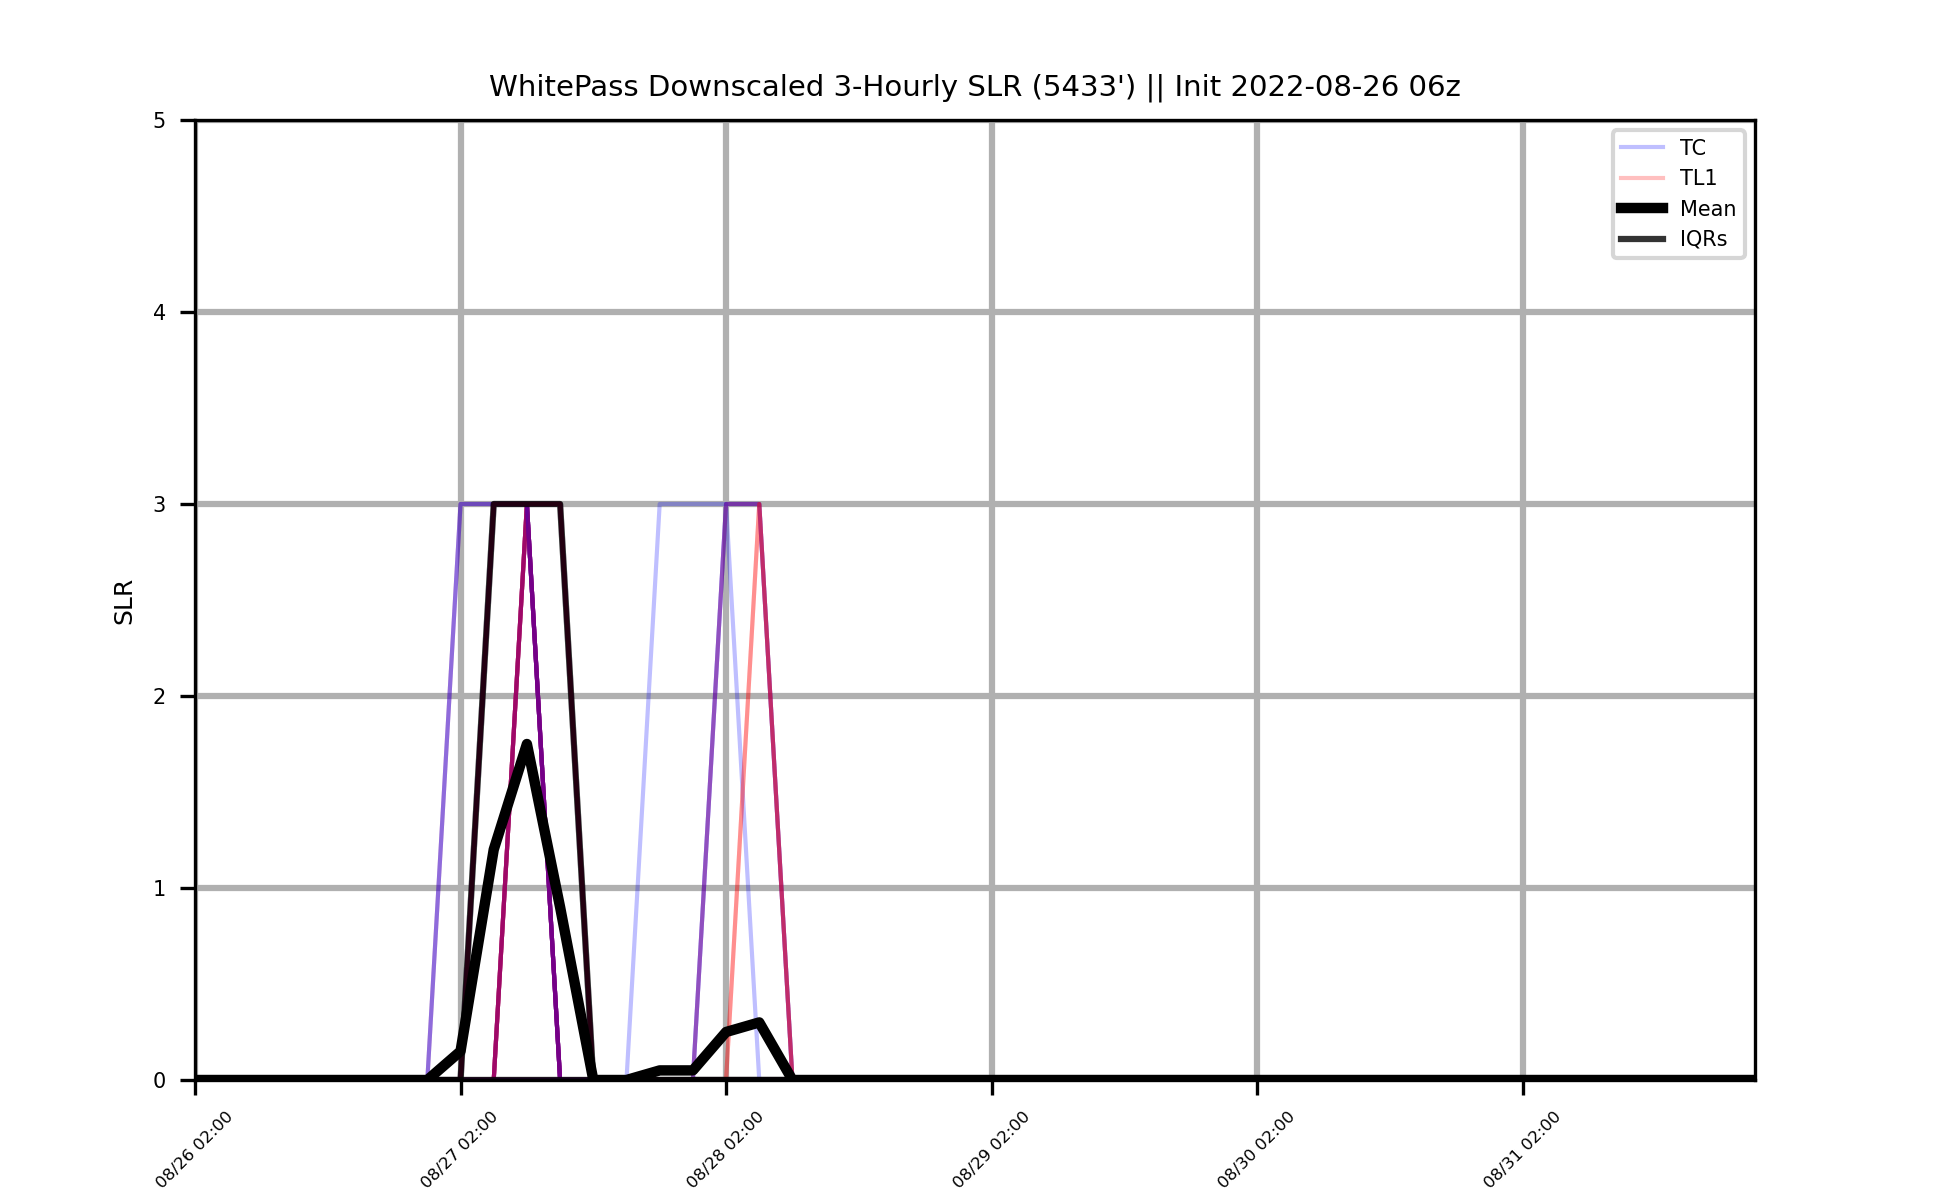 WhitePass Downscaled 3-Hourly SLR (5433') || Init 2022-08-26 06z
5
4
3
2
1
0
SLR
TC
TL1
Mean
IQRs
08/26 02:00
08/27 02:00
08/28 02:00
08/29 02:00
08/30 02:00
08/31 02:00